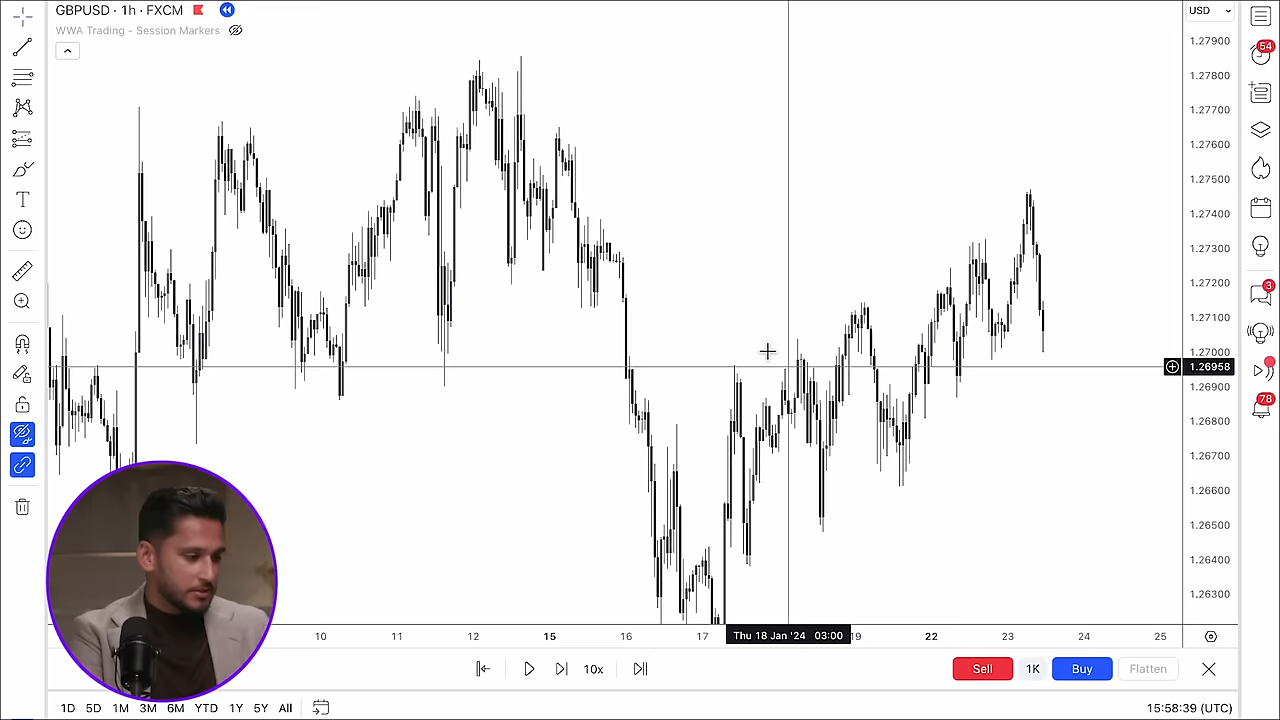 GBPUSD · 1h · FXCM
USD
WWA Trading - Session Markers
1.27900
54
1.27800
1.27700
1.27600
1.27500
1.27400
1.27300
1.27200
3
1.27100
1.27000
1.26958
1.26900
78
1.26800
1.26700
1.26600
1.26500
1.26400
1.26300
10 11 12 15 16 17 Thu 18 Jan '24 03:00 19 22 23 24 25
10x
Sell 1K Buy Flatten
1D 5D 1M 3M 6M YTD 1Y 5Y All
15:58:39 (UTC)